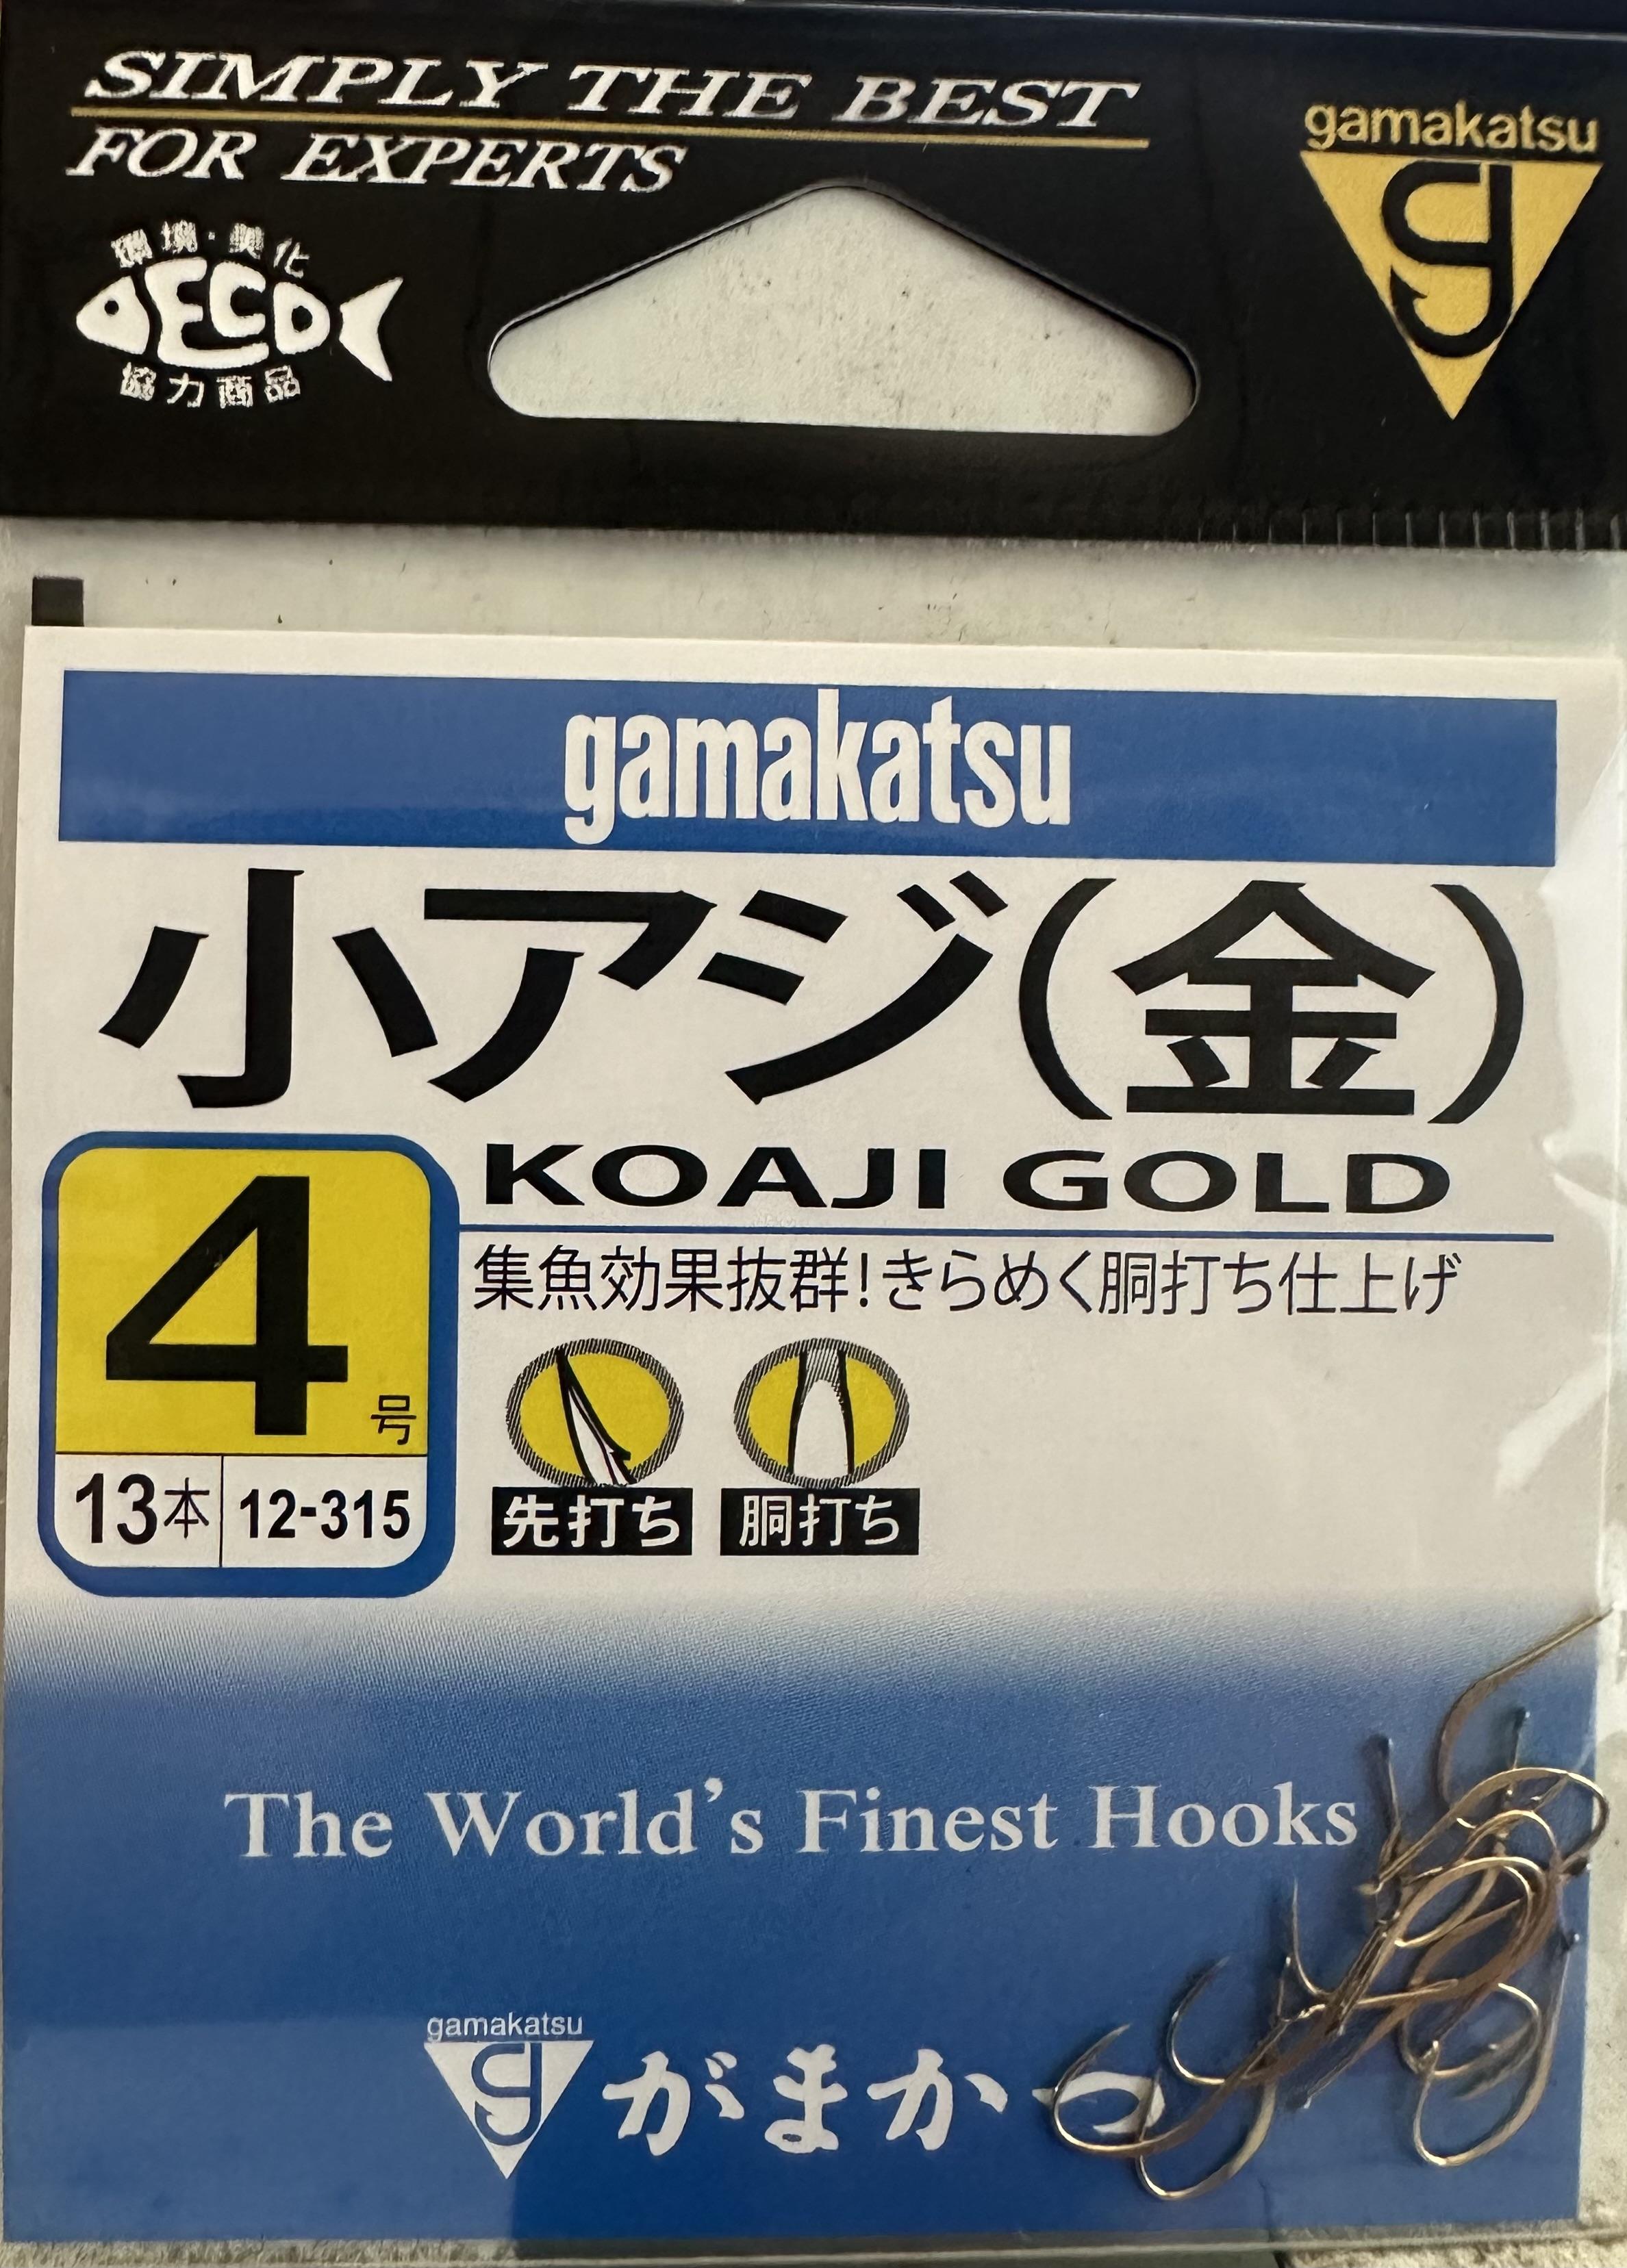 SIMPLY THE BEST
FOR EXPERTS
gamakatsu
g
環境・美化
ECO
協力商品
gamakatsu
小アジ(金)
KOAJI GOLD
4号
集魚効果抜群!きらめく胴打ち仕上げ
13本 12-315
先打ち 胴打ち
The World's Finest Hooks
gamakatsu
g
がまかつ